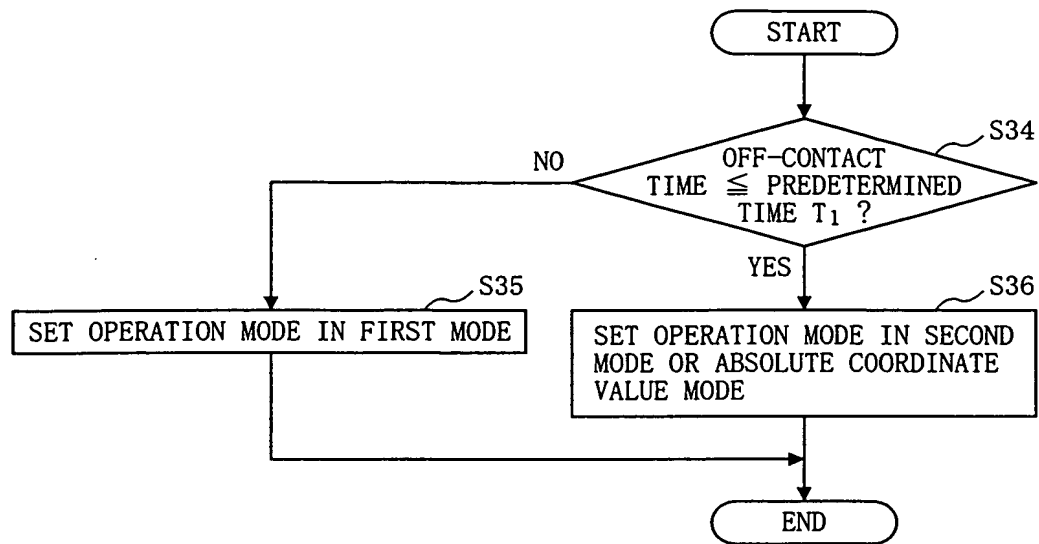 START
S34
OFF-CONTACT
TIME ≦ PREDETERMINED
TIME T₁ ?
NO
YES
S35
SET OPERATION MODE IN FIRST MODE
S36
SET OPERATION MODE IN SECOND
MODE OR ABSOLUTE COORDINATE
VALUE MODE
END